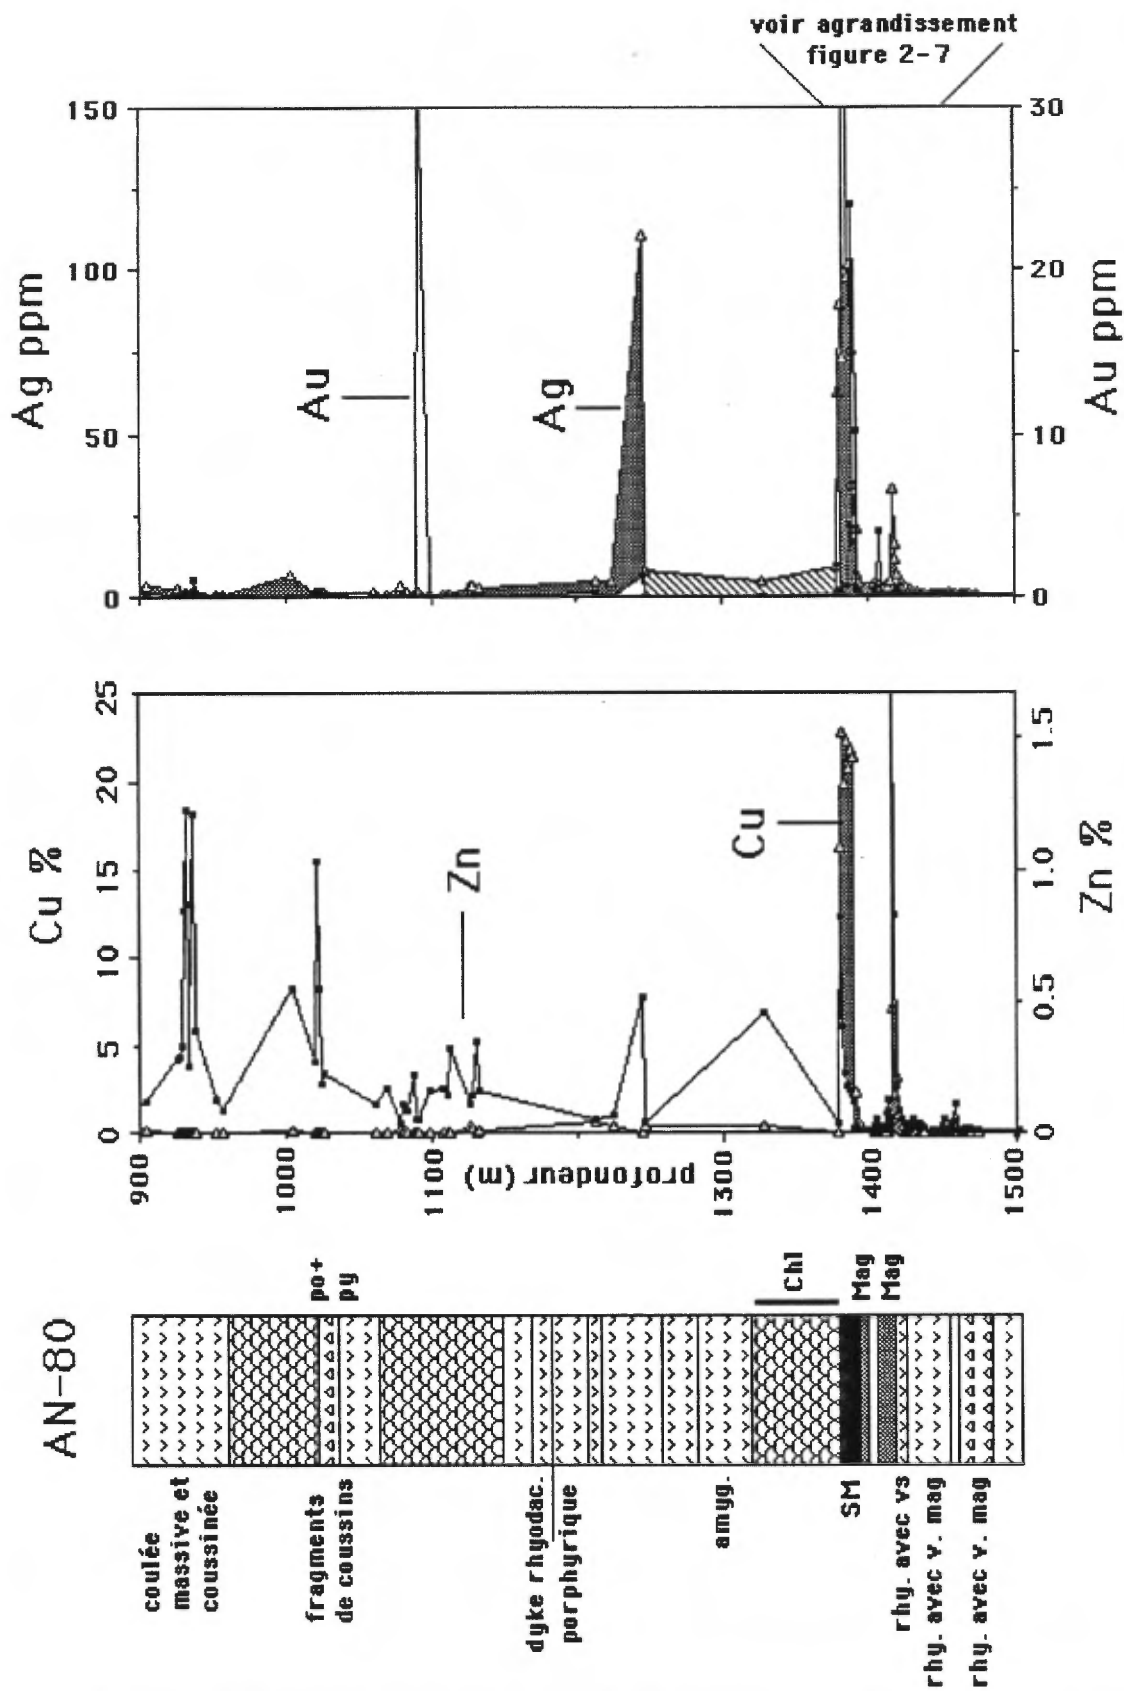 voir agrandissement
figure 2-7
Ag ppm
150
100
50
0
Au
Ag
30
20
10
0
Au ppm
Cu %
25
20
15
10
5
0
Zn
Cu
1.5
1.0
0.5
0
Zn %
900
1000
1100
profondeur (m)
1300
1400
1500
AN-80
po+
py
Chl
Mag
Mag
coulée
massive et
coussinée
fragments
de coussins
dyke rhyodac.
porphyrique
amyg.
SM
rhy. avec vs
rhy. avec v. mag
rhy. avec v. mag